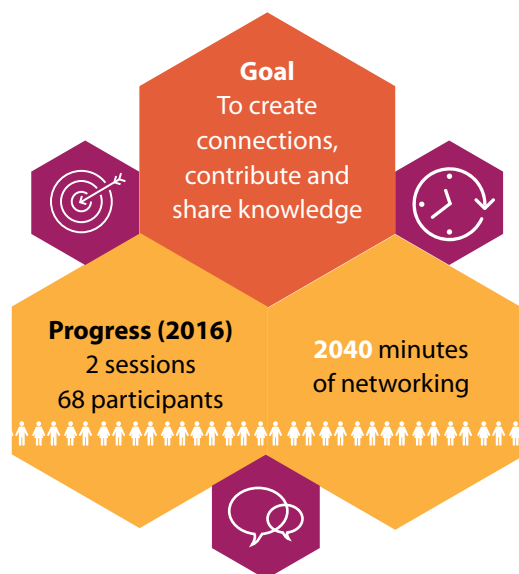 Goal
To create
connections,
contribute and
share knowledge
Progress (2016)
2 sessions
68 participants
2040 minutes
of networking